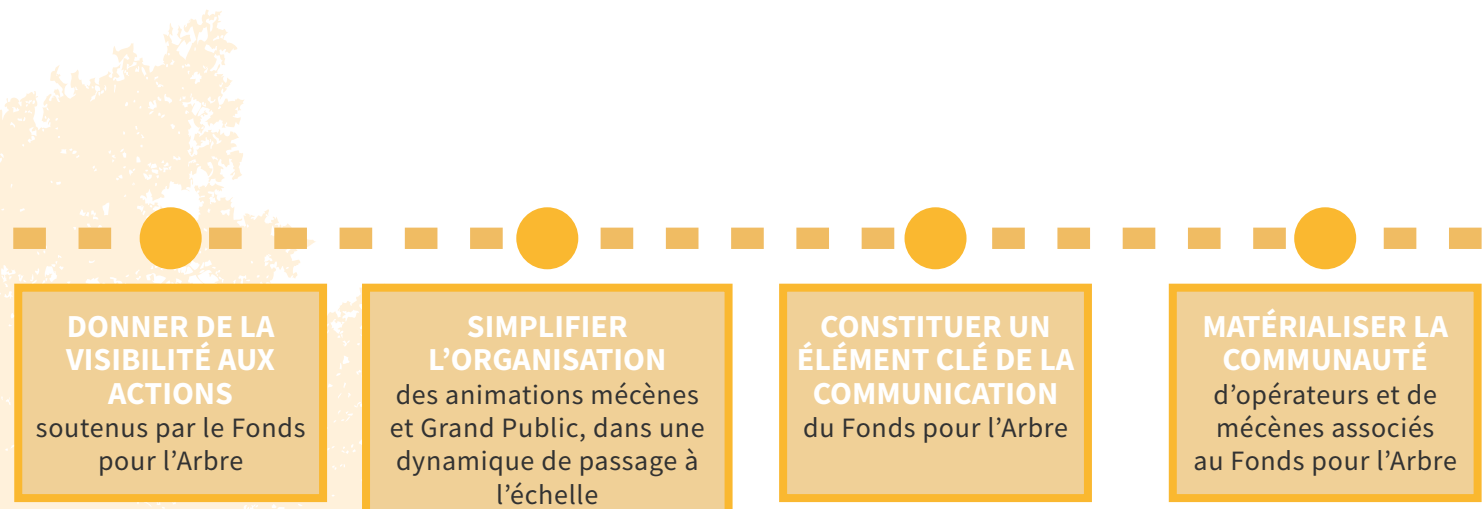 DONNER DE LA
VISIBILITÉ AUX
ACTIONS
soutenus par le Fonds
pour l’Arbre
SIMPLIFIER
L’ORGANISATION
des animations mécènes
et Grand Public, dans une
dynamique de passage à
l’échelle
CONSTITUER UN
ÉLÉMENT CLÉ DE LA
COMMUNICATION
du Fonds pour l’Arbre
MATÉRIALISER LA
COMMUNAUTÉ
d’opérateurs et de
mécènes associés
au Fonds pour l’Arbre